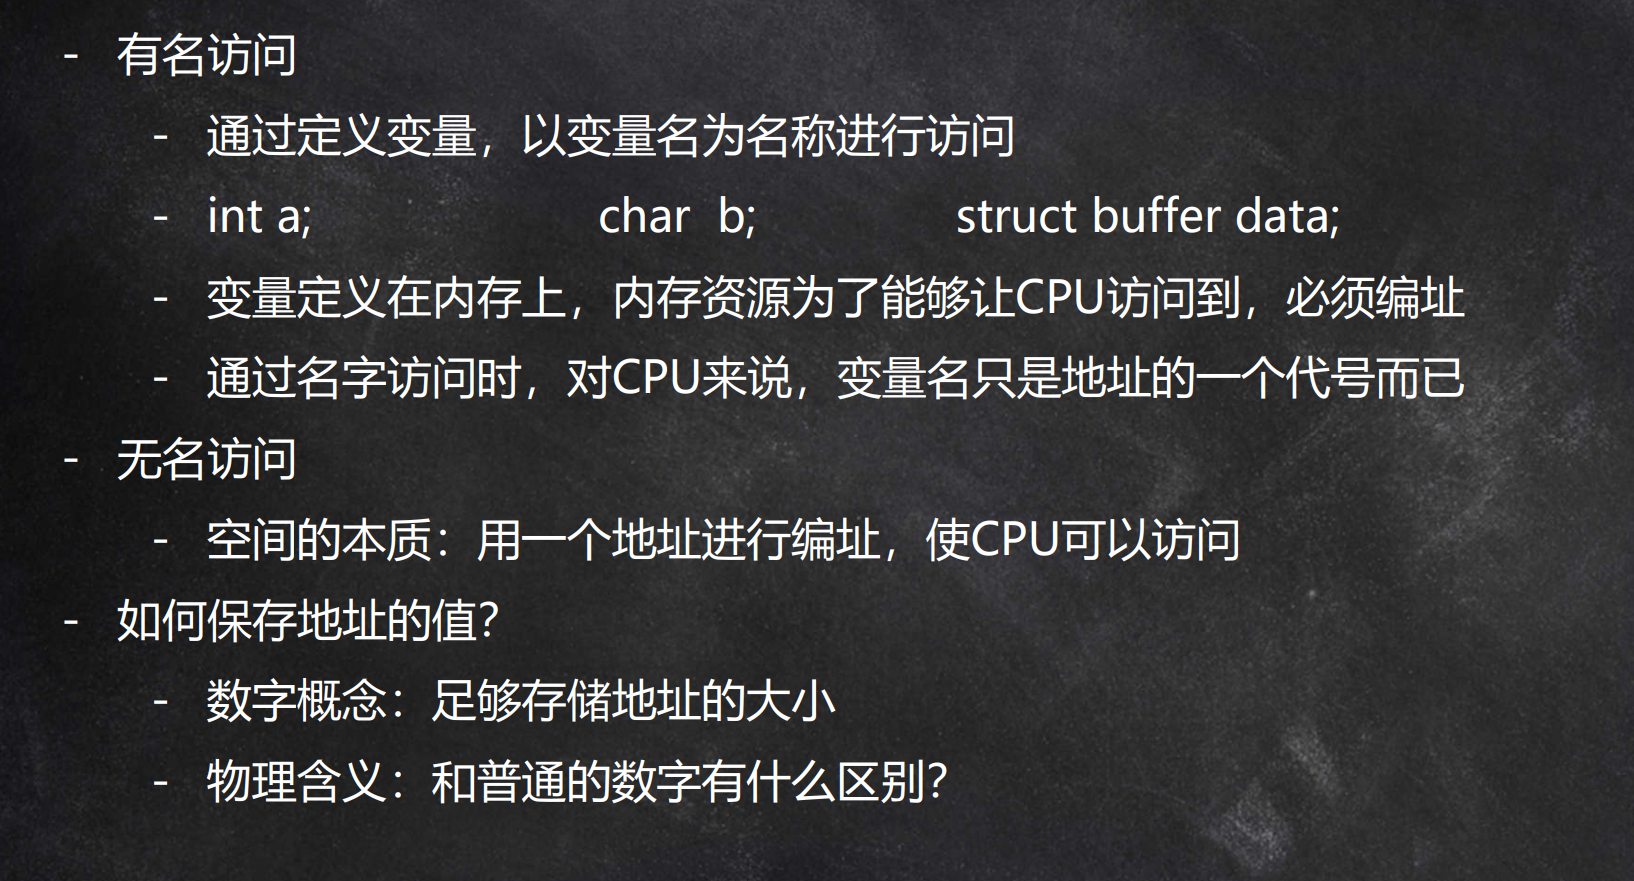 - 有名访问
- 通过定义变量，以变量名为名称进行访问
- int a; char b; struct buffer data;
- 变量定义在内存上，内存资源为了能够让CPU访问到，必须编址
- 通过名字访问时，对CPU来说，变量名只是地址的一个代号而已
- 无名访问
- 空间的本质：用一个地址进行编址，使CPU可以访问
- 如何保存地址的值？
- 数字概念：足够存储地址的大小
- 物理含义：和普通的数字有什么区别？